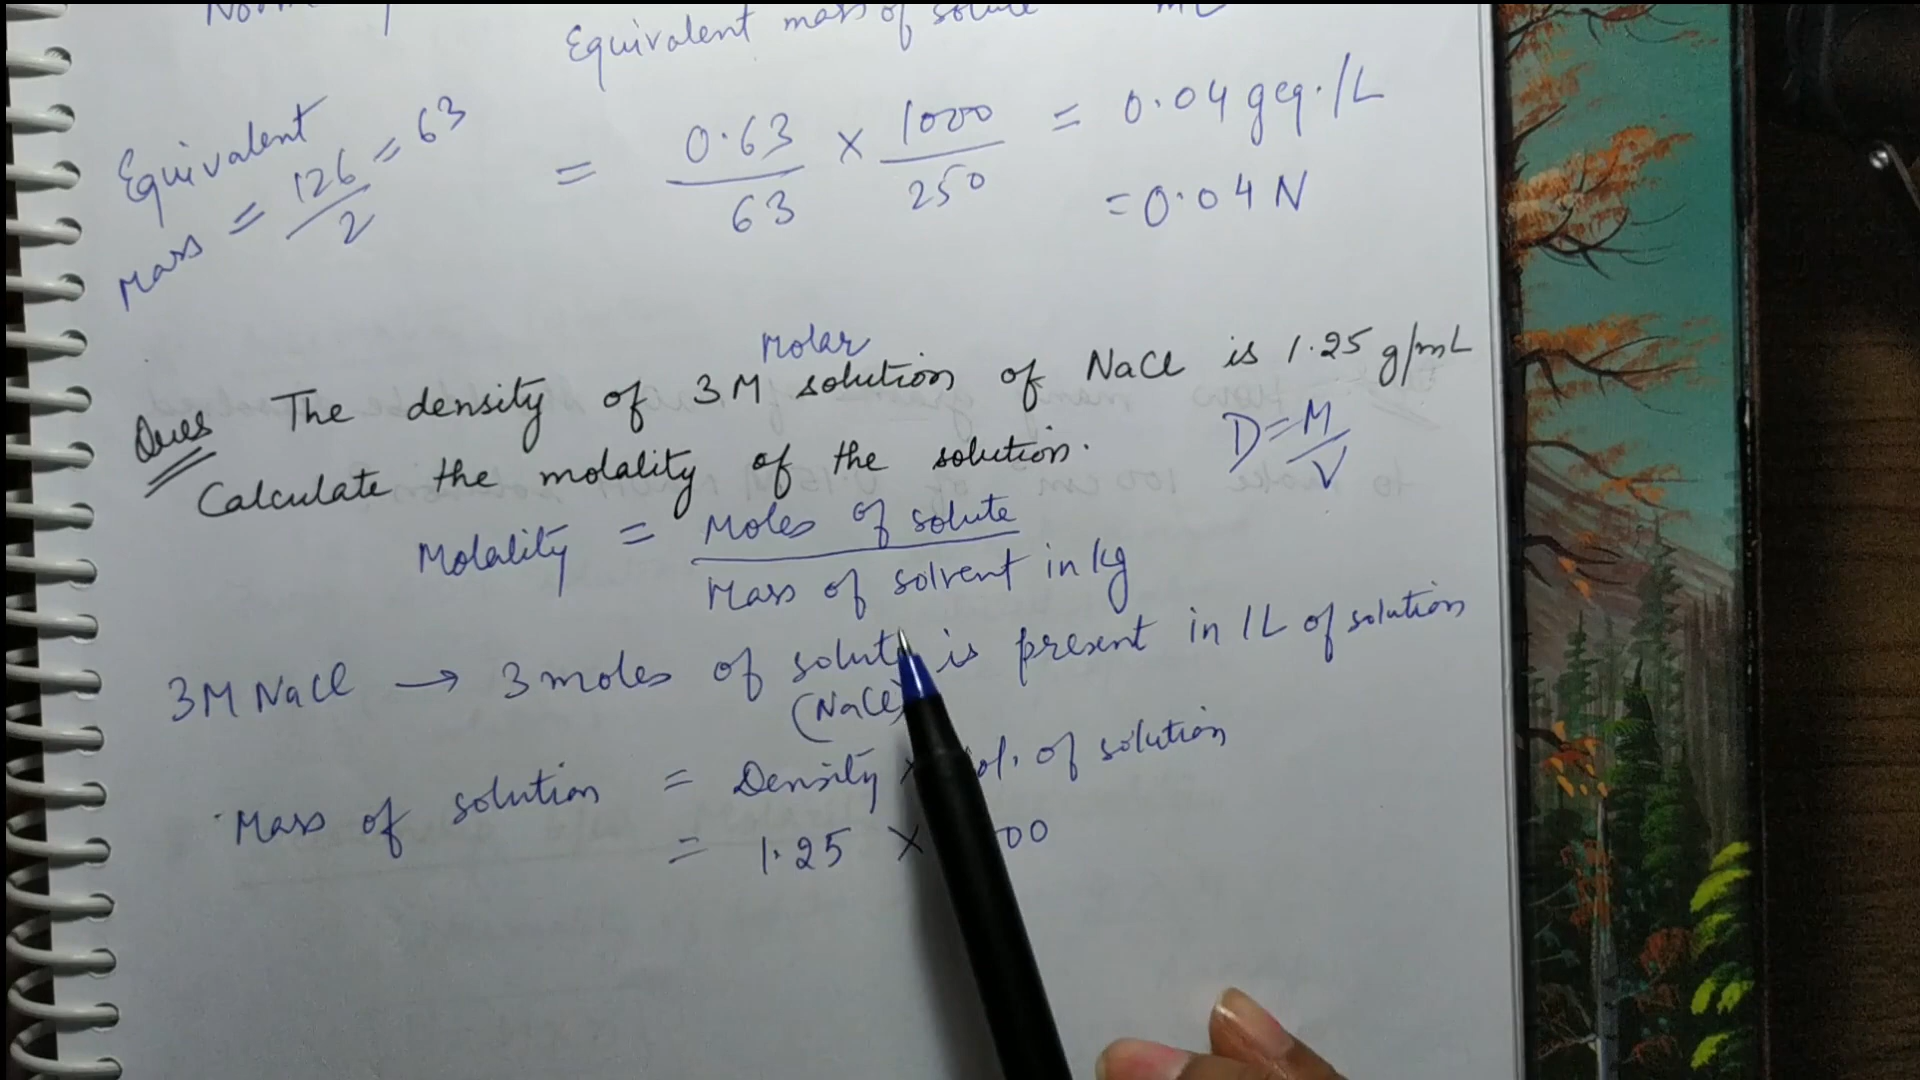 Equivalent mass of solute mL
Equivalent
Mass = 126/2 = 63
= 0.63/63 × 1000/250 = 0.04 geq./L
= 0.04 N
Molar
Ques The density of 3M solution of NaCl is 1.25 g/mL
Calculate the molality of the solution.
D = M/V
Molality = Moles of solute / Mass of solvent in kg
3M NaCl → 3 moles of solute is present in 1L of solution
(NaCl)
Mass of solution = Density × ol. of solution
= 1.25 × 00